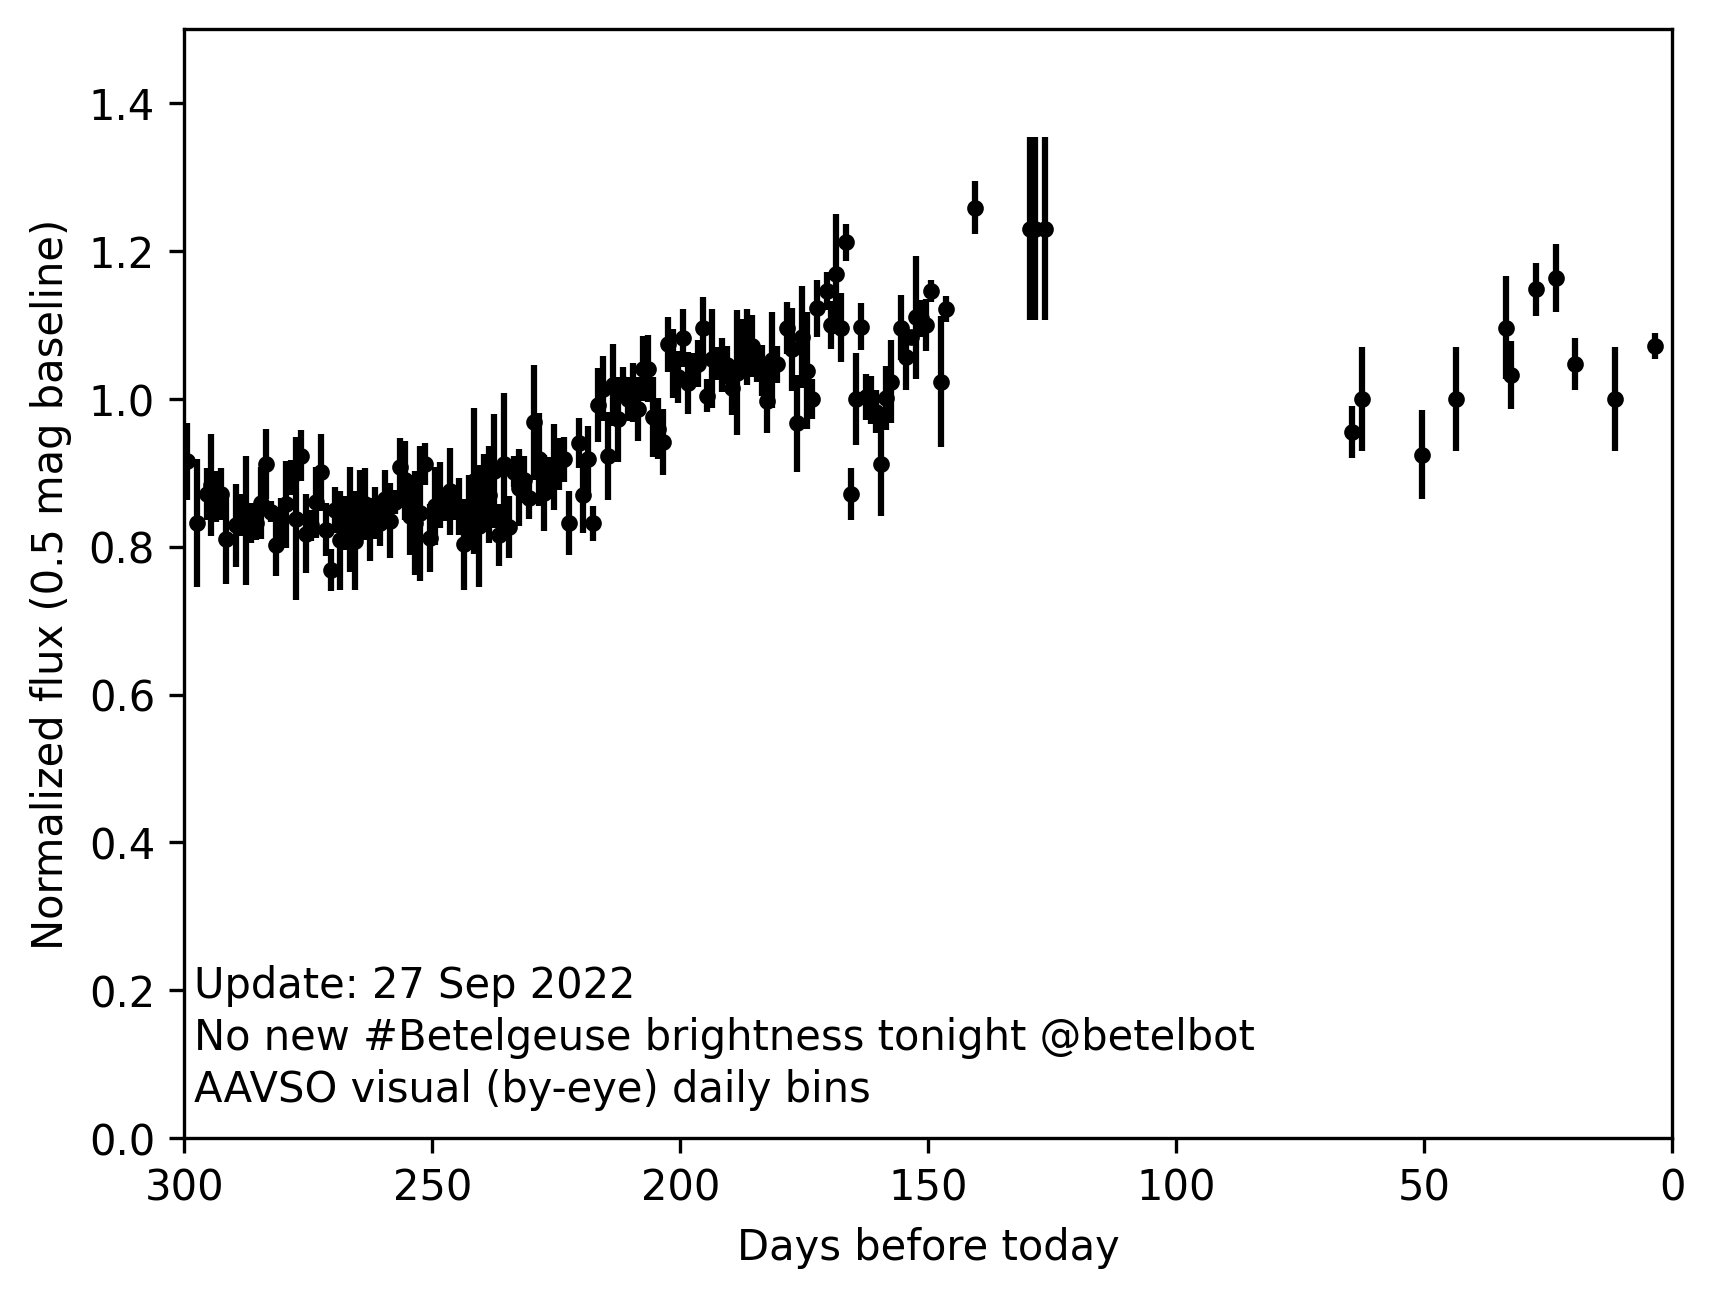 1.4
1.2
1.0
0.8
0.6
0.4
0.2
0.0
Normalized flux (0.5 mag baseline)
Update: 27 Sep 2022
No new #Betelgeuse brightness tonight @betelbot
AAVSO visual (by-eye) daily bins
300 250 200 150 100 50 0
Days before today